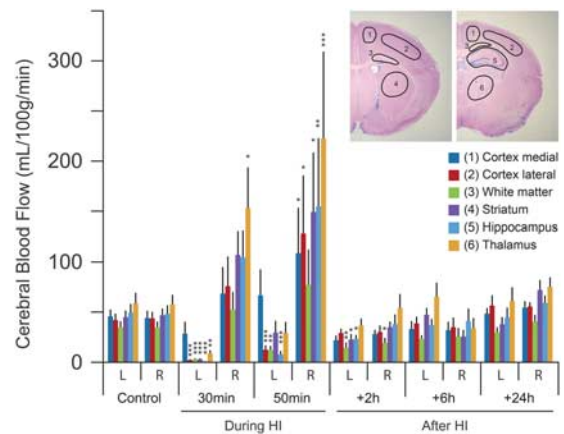 Cerebral Blood Flow (mL/100g/min)
300
200
100
0
1
2
3
4
1
2
3
5
6
(1) Cortex medial
(2) Cortex lateral
(3) White matter
(4) Striatum
(5) Hippocampus
(6) Thalamus
L R L R L R L R L R L R
Control 30min 50min +2h +6h +24h
During HI After HI